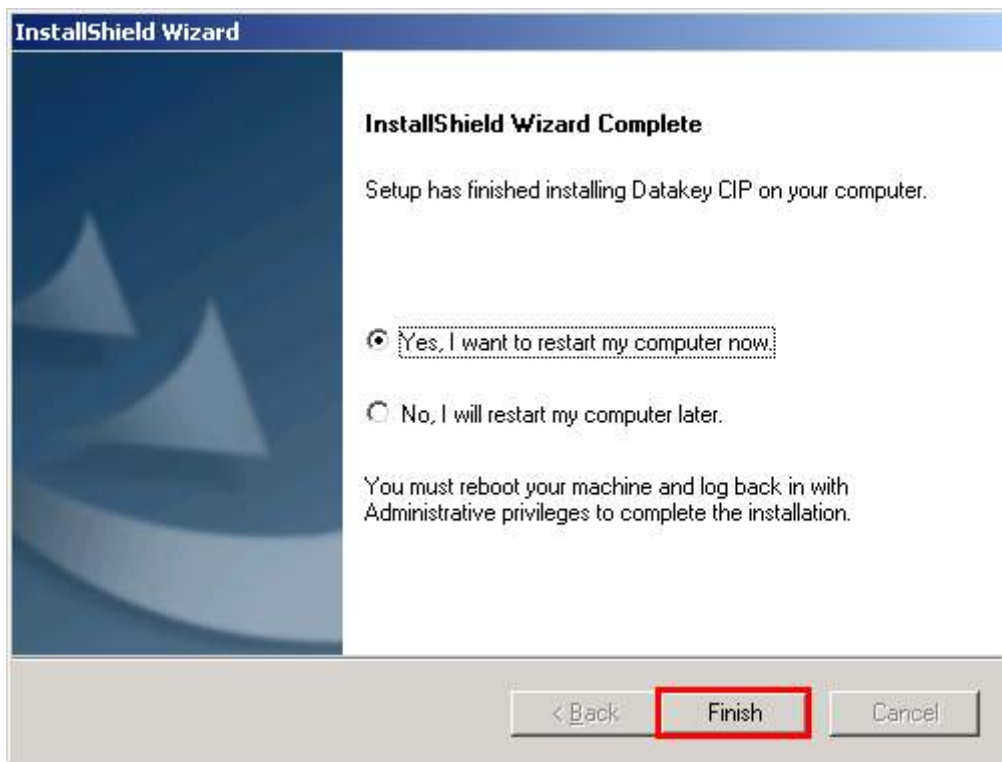 InstallShield Wizard
InstallShield Wizard Complete
Setup has finished installing Datakey CIP on your computer.
Yes, I want to restart my computer now.
No, I will restart my computer later.
You must reboot your machine and log back in with
Administrative privileges to complete the installation.
< Back
Finish
Cancel